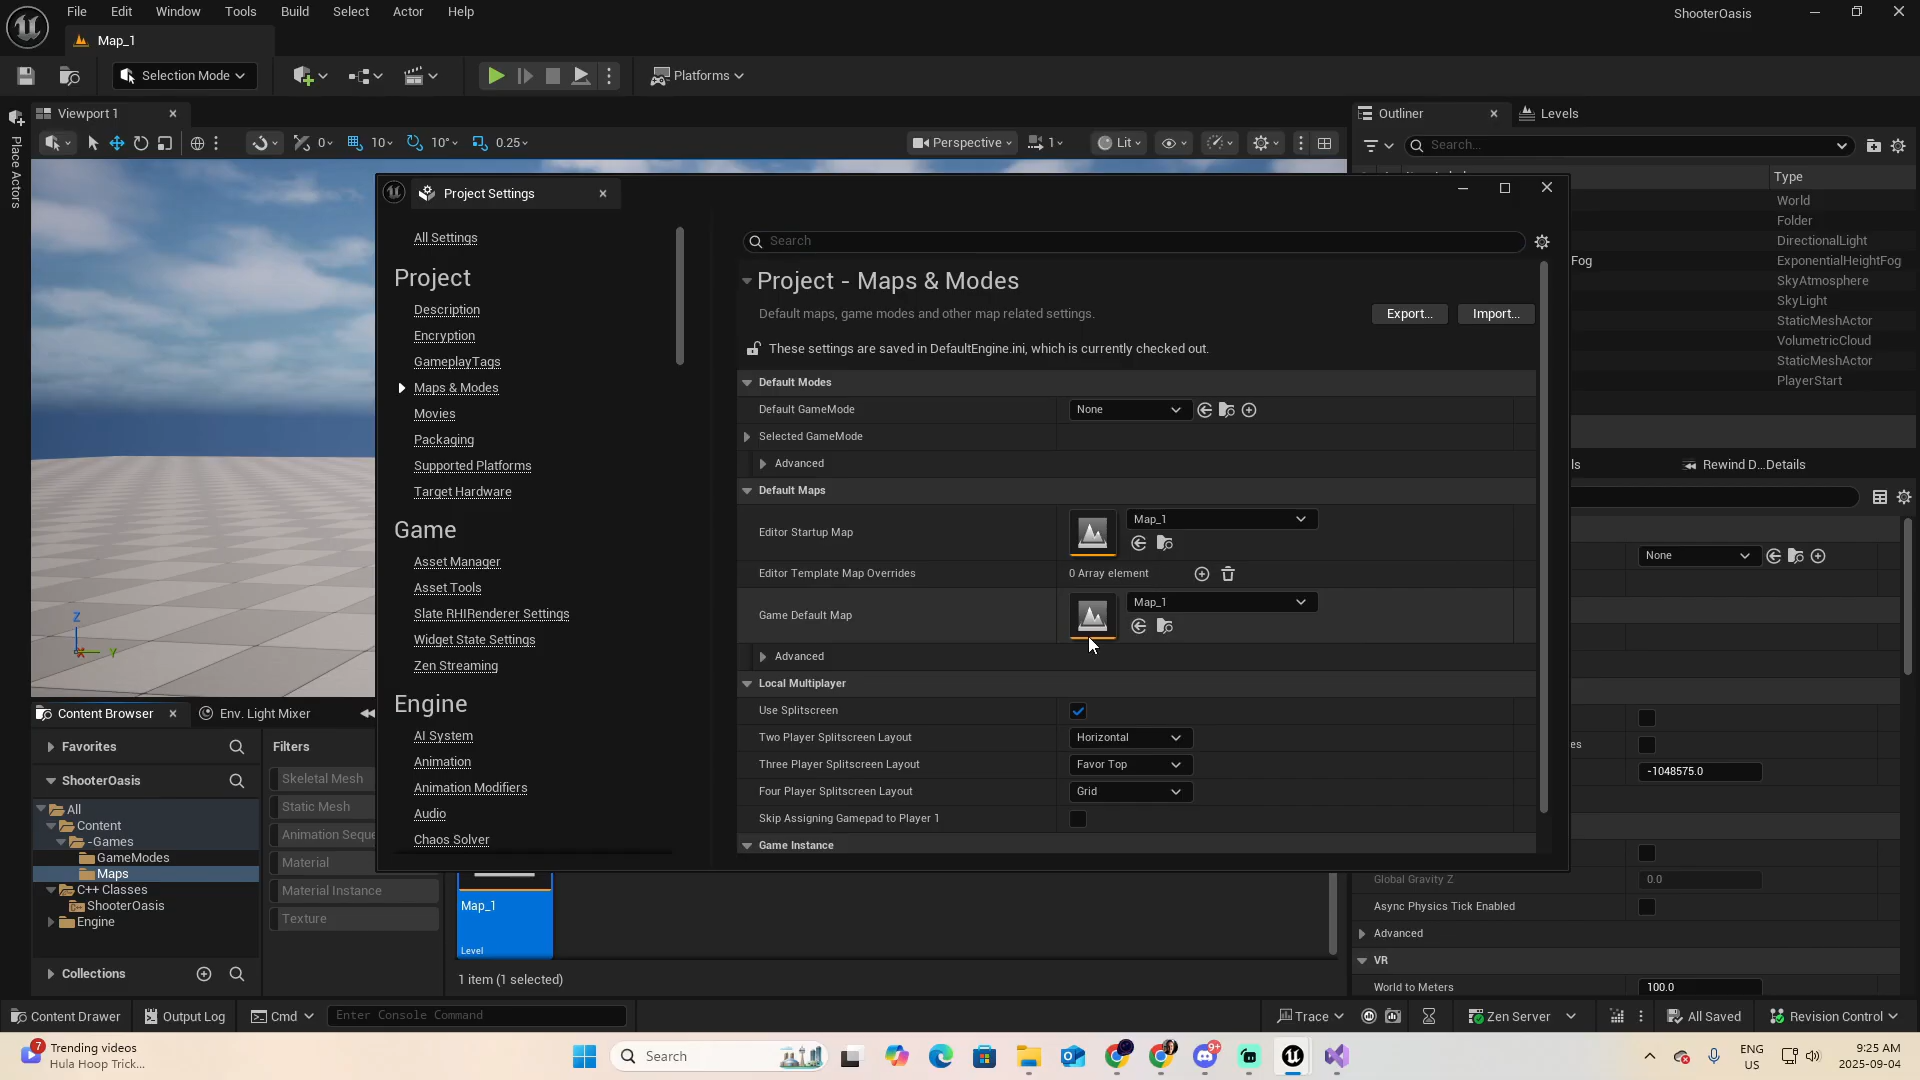 File Edit Window Tools Build Select Actor Help
ShooterOasis
Map_1
Selection Mode
Platforms
Viewport 1
Outliner
Levels
Place Actors
0
10
10°
0.25
Perspective
1
Lit
Search...
Type
World
Folder
DirectionalLight
Fog ExponentialHeightFog
SkyAtmosphere
SkyLight
StaticMeshActor
VolumetricCloud
StaticMeshActor
PlayerStart
Project Settings
All Settings
Project
Description
Encryption
GameplayTags
Maps & Modes
Movies
Packaging
Supported Platforms
Target Hardware
Game
Asset Manager
Asset Tools
Slate RHIRenderer Settings
Widget State Settings
Zen Streaming
Engine
AI System
Animation
Animation Modifiers
Audio
Chaos Solver
Search
Project - Maps & Modes
Default maps, game modes and other map related settings.
Export...
Import...
These settings are saved in DefaultEngine.ini, which is currently checked out.
Default Modes
Default GameMode None
Selected GameMode
Advanced
Default Maps
Editor Startup Map Map_1
Editor Template Map Overrides 0 Array element
Game Default Map Map_1
Advanced
Local Multiplayer
Use Splitscreen
Two Player Splitscreen Layout Horizontal
Three Player Splitscreen Layout Favor Top
Four Player Splitscreen Layout Grid
Skip Assigning Gamepad to Player 1
Game Instance
ls
Rewind D...Details
None
es
-1048575.0
Global Gravity Z 0.0
Async Physics Tick Enabled
Advanced
VR
World to Meters 100.0
Z
X
Y
Content Browser
Env. Light Mixer
Favorites
ShooterOasis
All
Content
-Games
GameModes
Maps
C++ Classes
ShooterOasis
Engine
Collections
Filters
Skeletal Mesh
Static Mesh
Animation Seque
Material
Material Instance
Texture
Map_1
Level
1 item (1 selected)
Content Drawer
Output Log
Cmd
Enter Console Command
Trace
Zen Server
All Saved
Revision Control
7
Trending videos
Hula Hoop Trick...
Search
9+
ENG
US
9:25 AM
2025-09-04